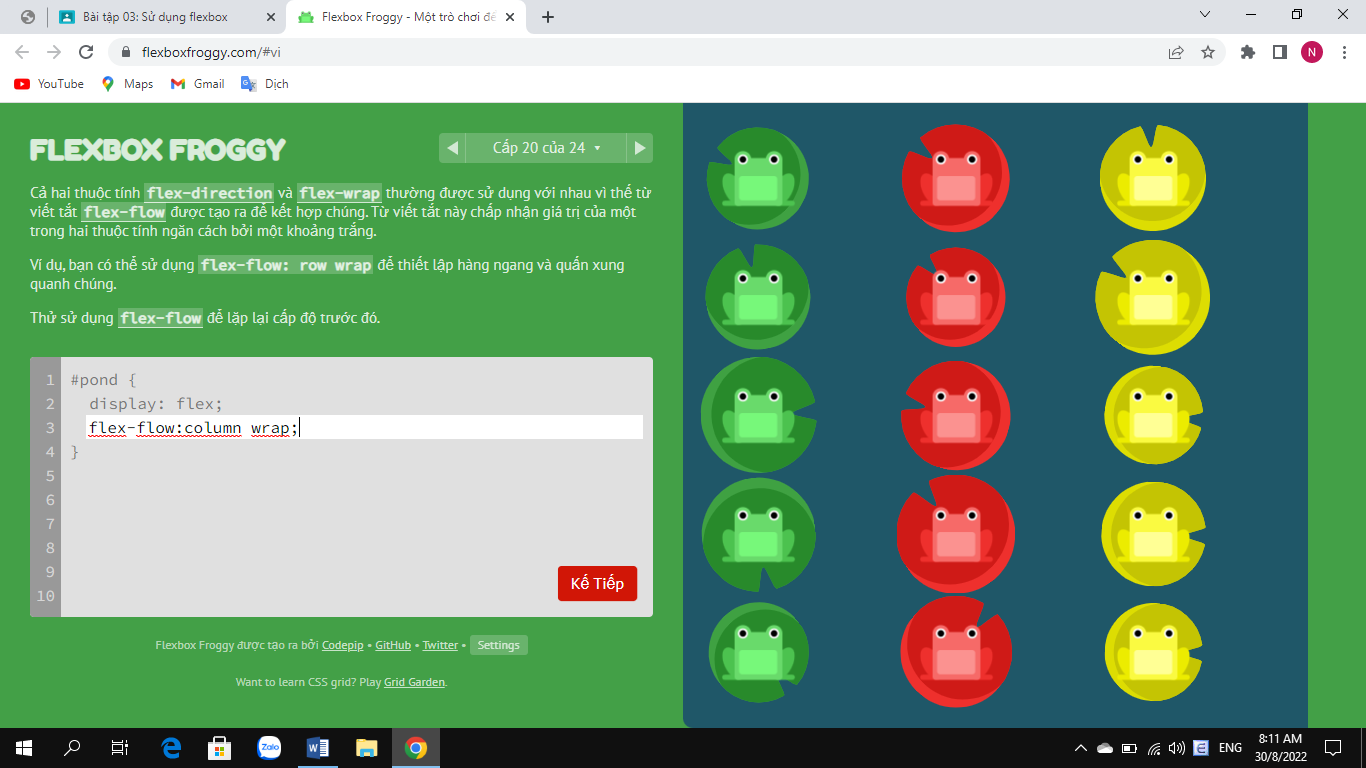 Bài tập 03: Sử dụng flexbox
Flexbox Froggy - Một trò chơi để
flexboxfroggy.com/#vi
N
YouTube
Maps
Gmail
Dịch
FLEXBOX FROGGY
Cấp 20 của 24
Cả hai thuộc tính flex-direction và flex-wrap thường được sử dụng với nhau vì thế từ
viết tắt flex-flow được tạo ra để kết hợp chúng. Từ viết tắt này chấp nhận giá trị của một
trong hai thuộc tính ngăn cách bởi một khoảng trắng.
Ví dụ, bạn có thể sử dụng flex-flow: row wrap để thiết lập hàng ngang và quấn xung
quanh chúng.
Thử sử dụng flex-flow để lặp lại cấp độ trước đó.
1 #pond {
2 display: flex;
3 flex-flow:column wrap;
4 }
5
6
7
8
9
10
Kế Tiếp
Flexbox Froggy được tạo ra bởi Codepip • GitHub • Twitter • Settings
Want to learn CSS grid? Play Grid Garden.
Zalo
ENG
8:11 AM
30/8/2022